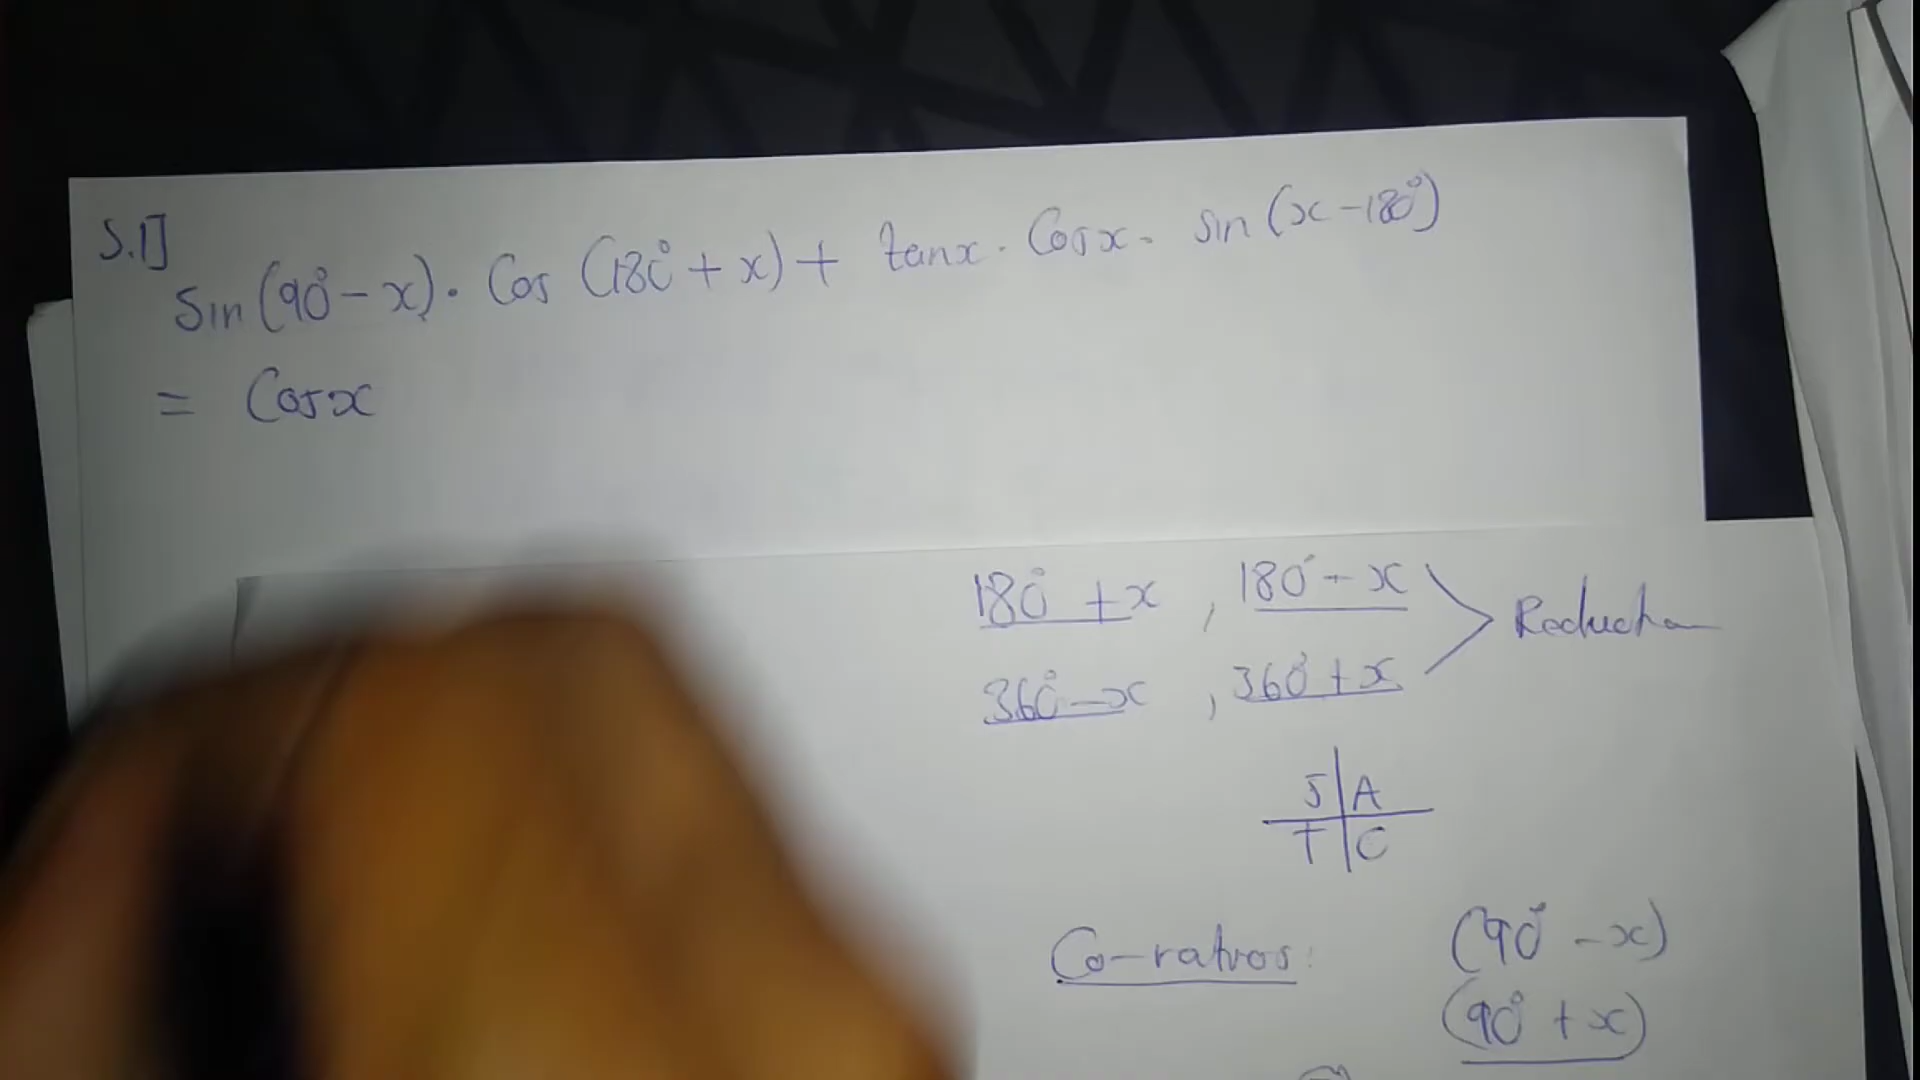 5.1]
Sin (90° - x) . Cos (180° + x) + tanx . Cosx . sin (x - 180°)
= Cosx
180° + x , 180° - x > Reduction
360° - x , 360° + x
S | A
T | C
Co-ratios: (90° - x)
(90° + x)